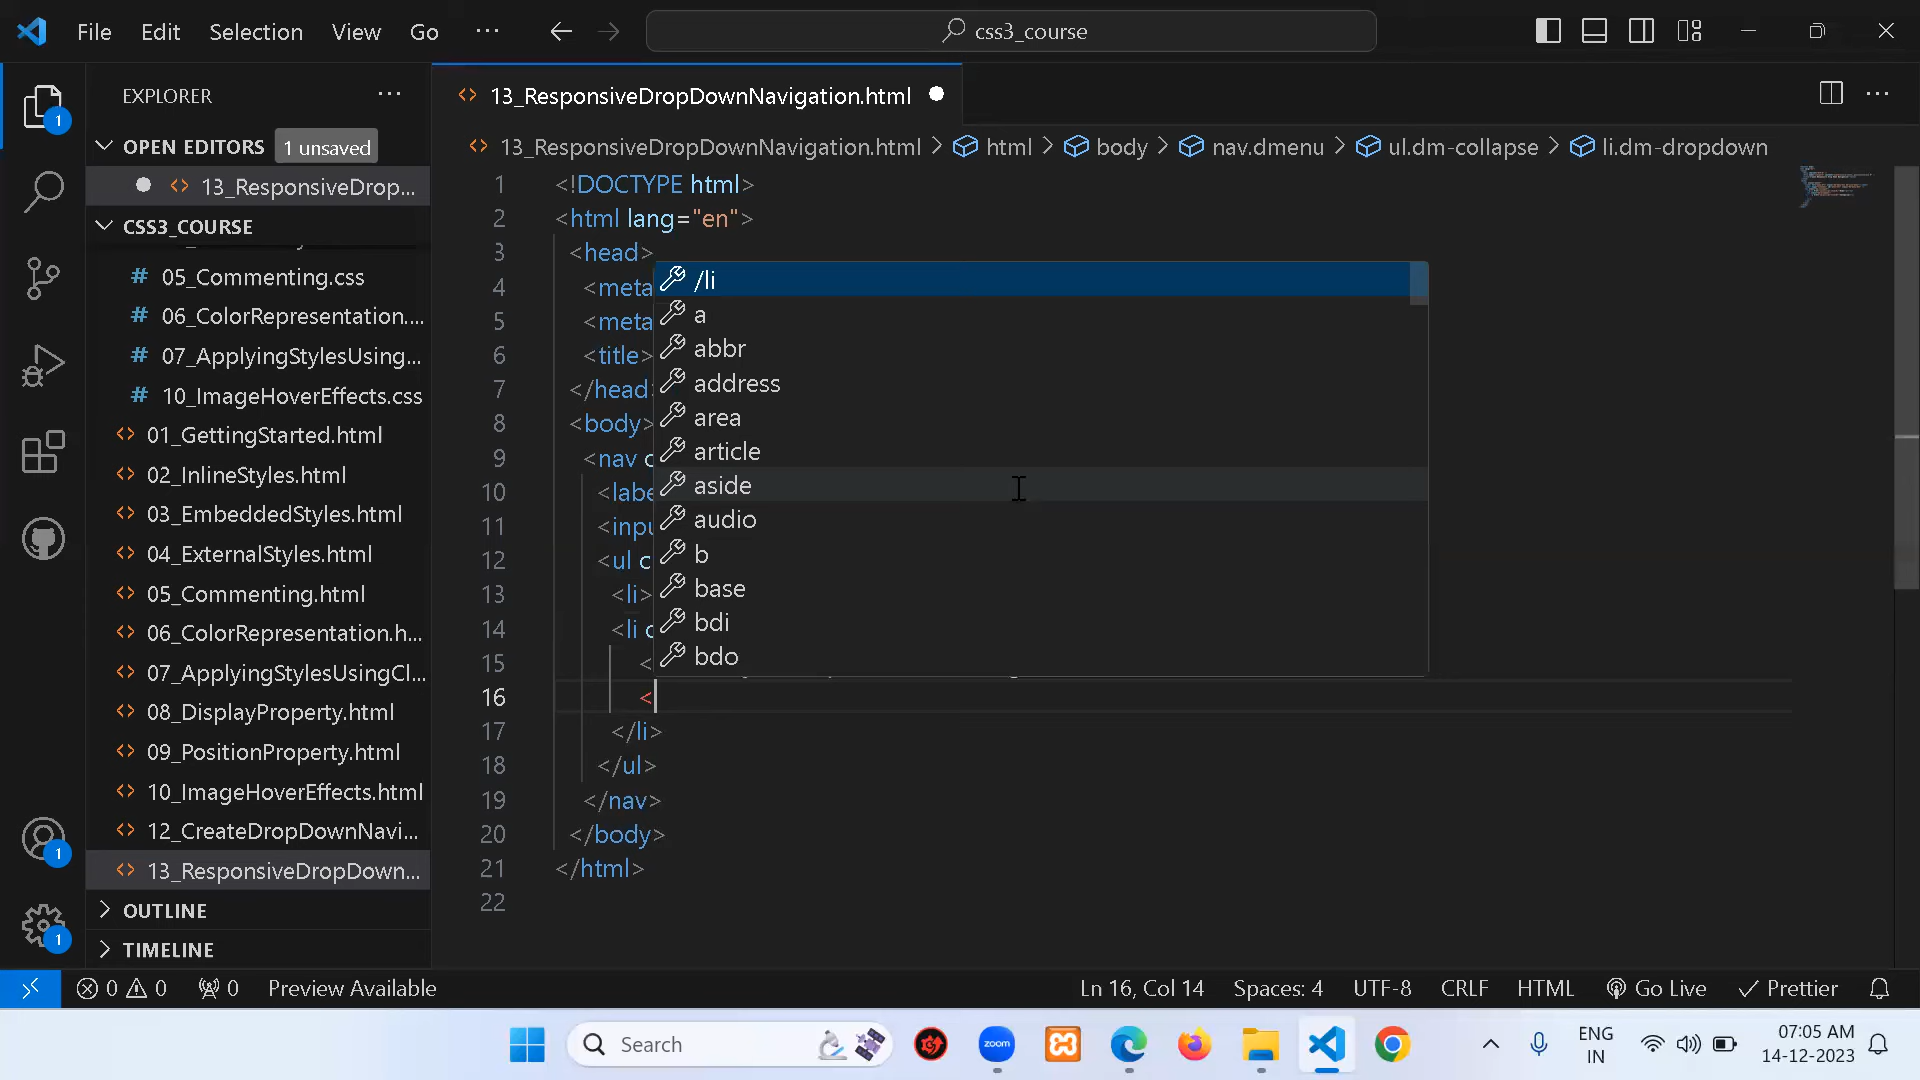 File Edit Selection View Go ··· css3_course
EXPLORER ···
OPEN EDITORS 1 unsaved
13_ResponsiveDrop...
CSS3_COURSE
# 05_Commenting.css
# 06_ColorRepresentation....
# 07_ApplyingStylesUsing...
# 10_ImageHoverEffects.css
<> 01_GettingStarted.html
<> 02_InlineStyles.html
<> 03_EmbeddedStyles.html
<> 04_ExternalStyles.html
<> 05_Commenting.html
<> 06_ColorRepresentation.h...
<> 07_ApplyingStylesUsingCl...
<> 08_DisplayProperty.html
<> 09_PositionProperty.html
<> 10_ImageHoverEffects.html
<> 12_CreateDropDownNavi...
<> 13_ResponsiveDropDown...
OUTLINE
TIMELINE
1
1
1
<> 13_ResponsiveDropDownNavigation.html
<> 13_ResponsiveDropDownNavigation.html > html > body > nav.dmenu > ul.dm-collapse > li.dm-dropdown
1 <!DOCTYPE html>
2 <html lang="en">
3 <head>
4 <meta
5 <meta
6 <title>
7 </head
8 <body>
9 <nav c
10 <labe
11 <inpu
12 <ul c
13 <li>
14 <li c
15 <
16 <
17 </li>
18 </ul>
19 </nav>
20 </body>
21 </html>
22
/li
a
abbr
address
area
article
aside
audio
b
base
bdi
bdo
0 0 0 Preview Available Ln 16, Col 14 Spaces: 4 UTF-8 CRLF HTML Go Live Prettier
Search zoom ENG IN 07:05 AM
14-12-2023